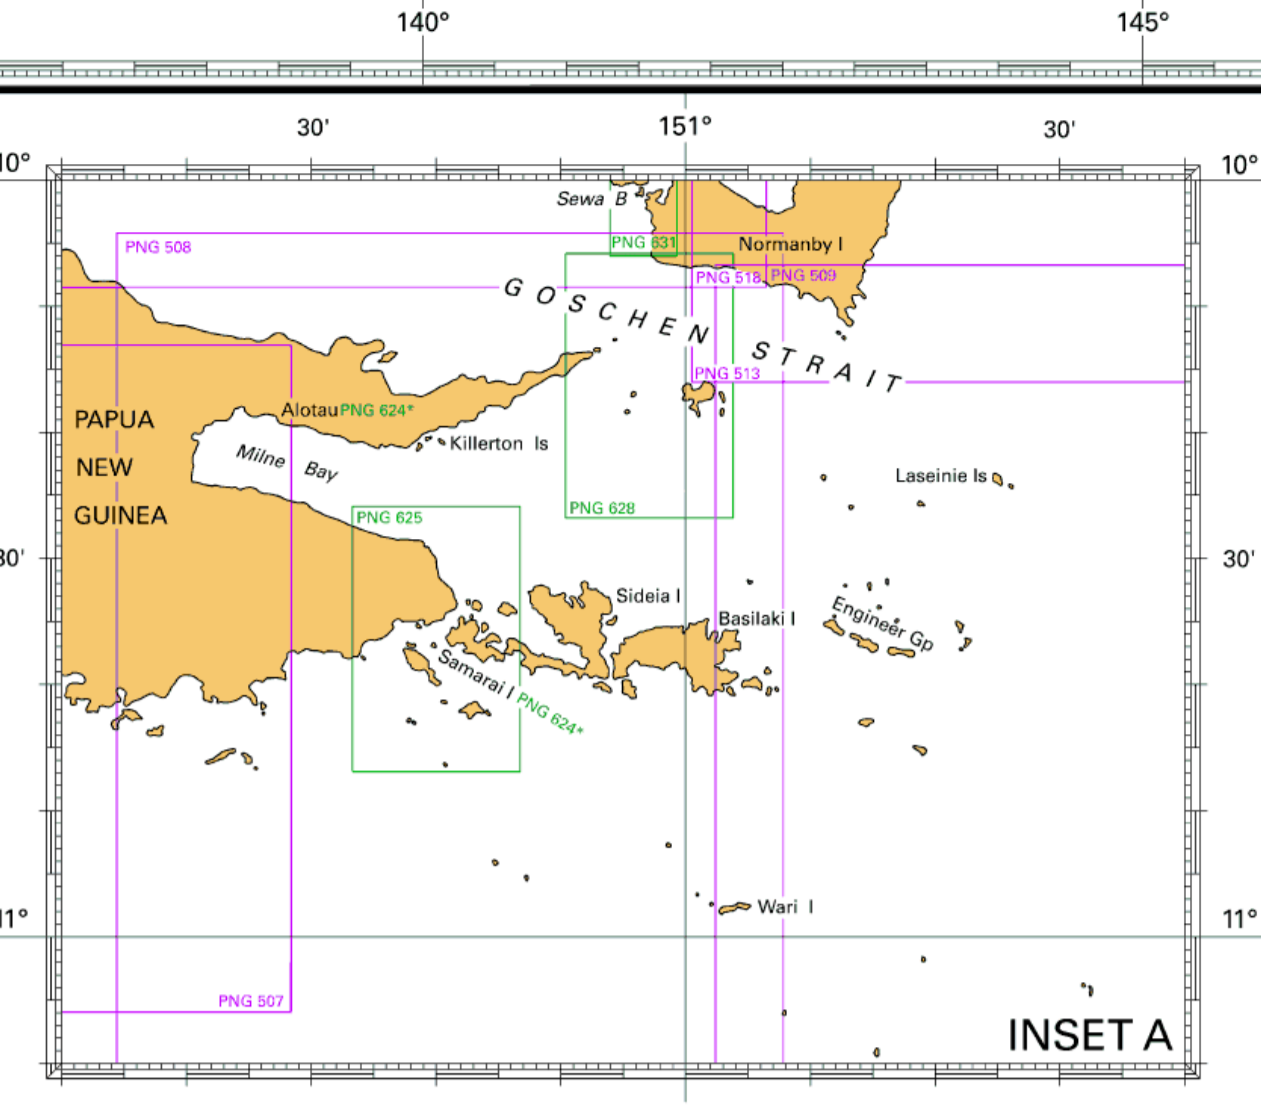 140°
145°
30'
151°
30'
10°
10°
Sewa B
PNG 631
Normanby I
PNG 508
PNG 518
PNG 509
GOSCHEN STRAIT
PNG 513
PAPUA
NEW
GUINEA
Alotau PNG 624*
Killerton Is
Milne Bay
Laseinie Is
PNG 628
PNG 625
30'
30'
Sideia I
Basilaki I
Engineer Gp
Samarai I PNG 624*
Wari I
11°
11°
PNG 507
INSET A